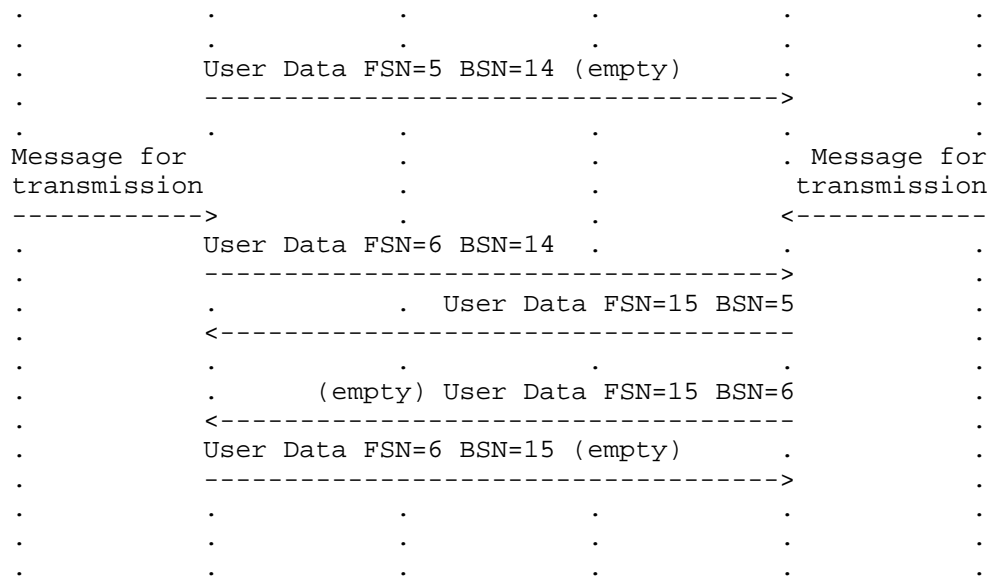 . . . . . .
. . . . . .
. User Data FSN=5 BSN=14 (empty) . .
. ------------------------------------> .
. . . . . .
Message for . . . Message for
transmission . . transmission
------------> . . <------------
. User Data FSN=6 BSN=14 . . .
. ------------------------------------> .
. . . User Data FSN=15 BSN=5 .
. <------------------------------------ .
. . . . . .
. . (empty) User Data FSN=15 BSN=6 .
. <------------------------------------ .
. User Data FSN=6 BSN=15 (empty) . .
. ------------------------------------> .
. . . . . .
. . . . . .
. . . . . .